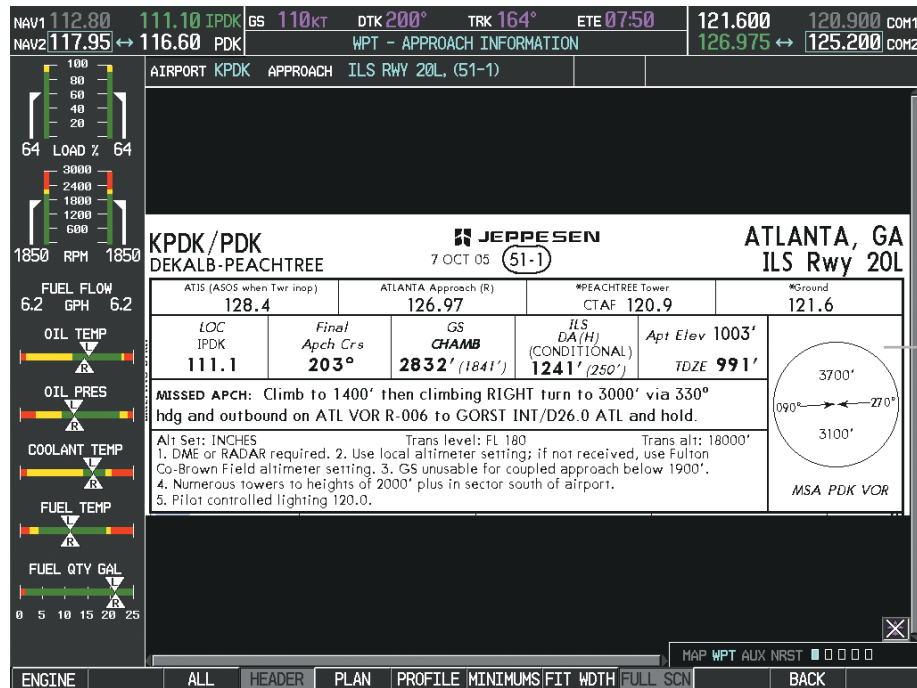 NAV1 112.80 111.10 IPDK GS 110KT DTK 200° TRK 164° ETE 07:50 121.600 120.900 COM1
NAV2 117.95 ↔ 116.60 PDK WPT - APPROACH INFORMATION 126.975 ↔ 125.200 COM2
AIRPORT KPDK APPROACH ILS RWY 20L, (51-1)
100
80
60
40
20
64 LOAD % 64
3000
2400
1800
1200
600
1850 RPM 1850
FUEL FLOW
6.2 GPH 6.2
OIL TEMP
L
R
OIL PRES
L
R
COOLANT TEMP
L
R
FUEL TEMP
L
R
FUEL QTY GAL
L
R
0 5 10 15 20 25
KPDK/PDK JEPPESEN ATLANTA, GA
DEKALB-PEACHTREE 7 OCT 05 51-1 ILS Rwy 20L
ATIS (ASOS when Twr inop) ATLANTA Approach (R) *PEACHTREE Tower *Ground
128.4 126.97 CTAF 120.9 121.6
LOC Final GS ILS
IPDK Apch Crs CHAMB DA(H) Apt Elev 1003'
(CONDITIONAL)
111.1 203° 2832' (1841') 1241' (250') TDZE 991'
MISSED APCH: Climb to 1400' then climbing RIGHT turn to 3000' via 330°
hdg and outbound on ATL VOR R-006 to GORST INT/D26.0 ATL and hold.
Alt Set: INCHES Trans level: FL 180 Trans alt: 18000'
1. DME or RADAR required. 2. Use local altimeter setting; if not received, use Fulton
Co-Brown Field altimeter setting. 3. GS unusable for coupled approach below 1900'.
4. Numerous towers to heights of 2000' plus in sector south of airport.
5. Pilot controlled lighting 120.0.
3700'
090° 270°
3100'
MSA PDK VOR
MAP WPT AUX NRST
ENGINE ALL HEADER PLAN PROFILE MINIMUMS FIT WDTH FULL SCN BACK